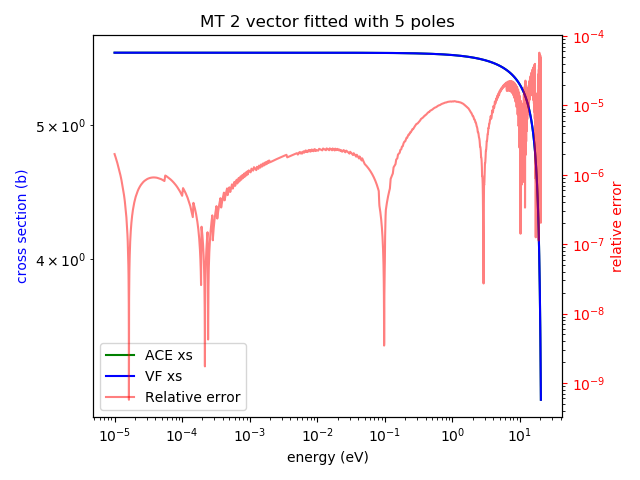 MT 2 vector fitted with 5 poles
cross section (b)
5 × 10⁰
4 × 10⁰
10⁻⁴
10⁻⁵
10⁻⁶
10⁻⁷
10⁻⁸
10⁻⁹
relative error
ACE xs
VF xs
Relative error
10⁻⁵ 10⁻⁴ 10⁻³ 10⁻² 10⁻¹ 10⁰ 10¹
energy (eV)